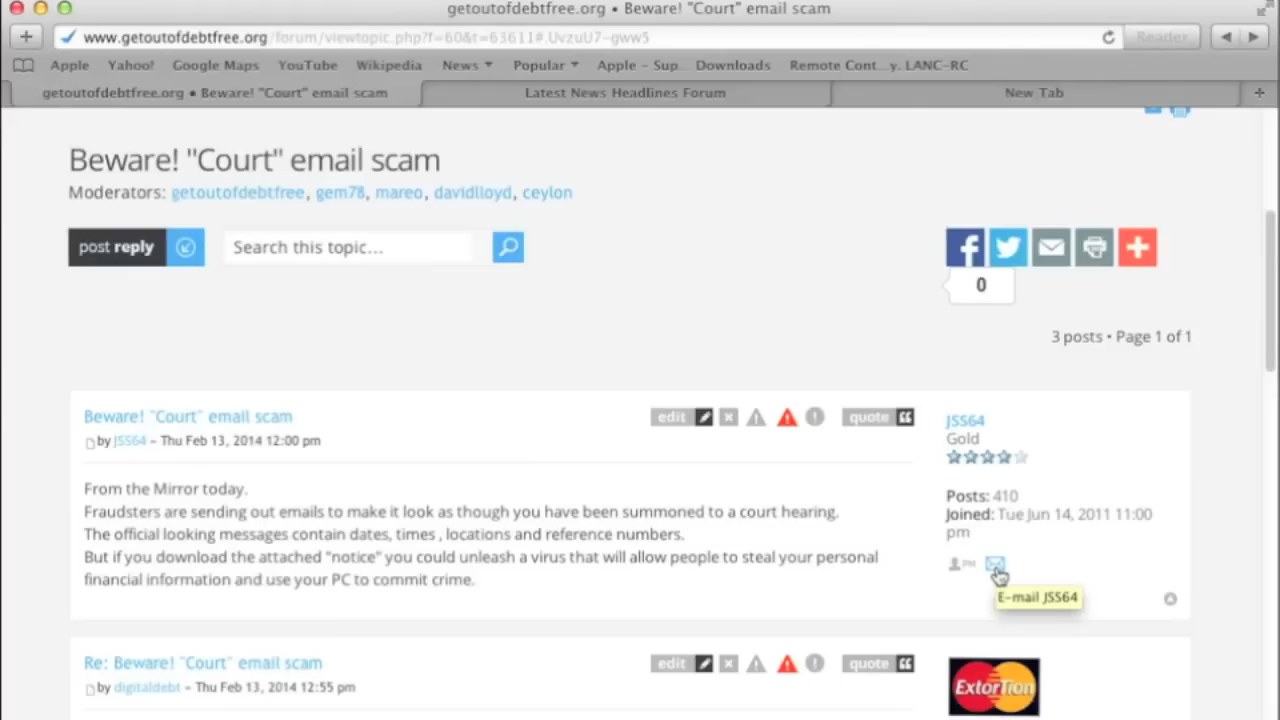 getoutofdebtfree.org • Beware! "Court" email scam
www.getoutofdebtfree.org/forum/viewtopic.php?f=60&t=63611#.UvzuU7-gww5
Reader
Apple Yahoo! Google Maps YouTube Wikipedia News Popular Apple - Sup... Downloads Remote Cont...y. LANC-RC
getoutofdebtfree.org • Beware! "Court" email scam
Latest News Headlines Forum
New Tab
Beware! "Court" email scam
Moderators: getoutofdebtfree, gem78, mareo, davidlloyd, ceylon
post reply
Search this topic...
0
3 posts • Page 1 of 1
Beware! "Court" email scam
edit
quote
by JSS64 – Thu Feb 13, 2014 12:00 pm
From the Mirror today.
Fraudsters are sending out emails to make it look as though you have been summoned to a court hearing.
The official looking messages contain dates, times , locations and reference numbers.
But if you download the attached "notice" you could unleash a virus that will allow people to steal your personal
financial information and use your PC to commit crime.
JSS64
Gold
Posts: 410
Joined: Tue Jun 14, 2011 11:00
pm
PM
E-mail JSS64
Re: Beware! "Court" email scam
edit
quote
by digitaldebt – Thu Feb 13, 2014 12:55 pm
ExtorTion